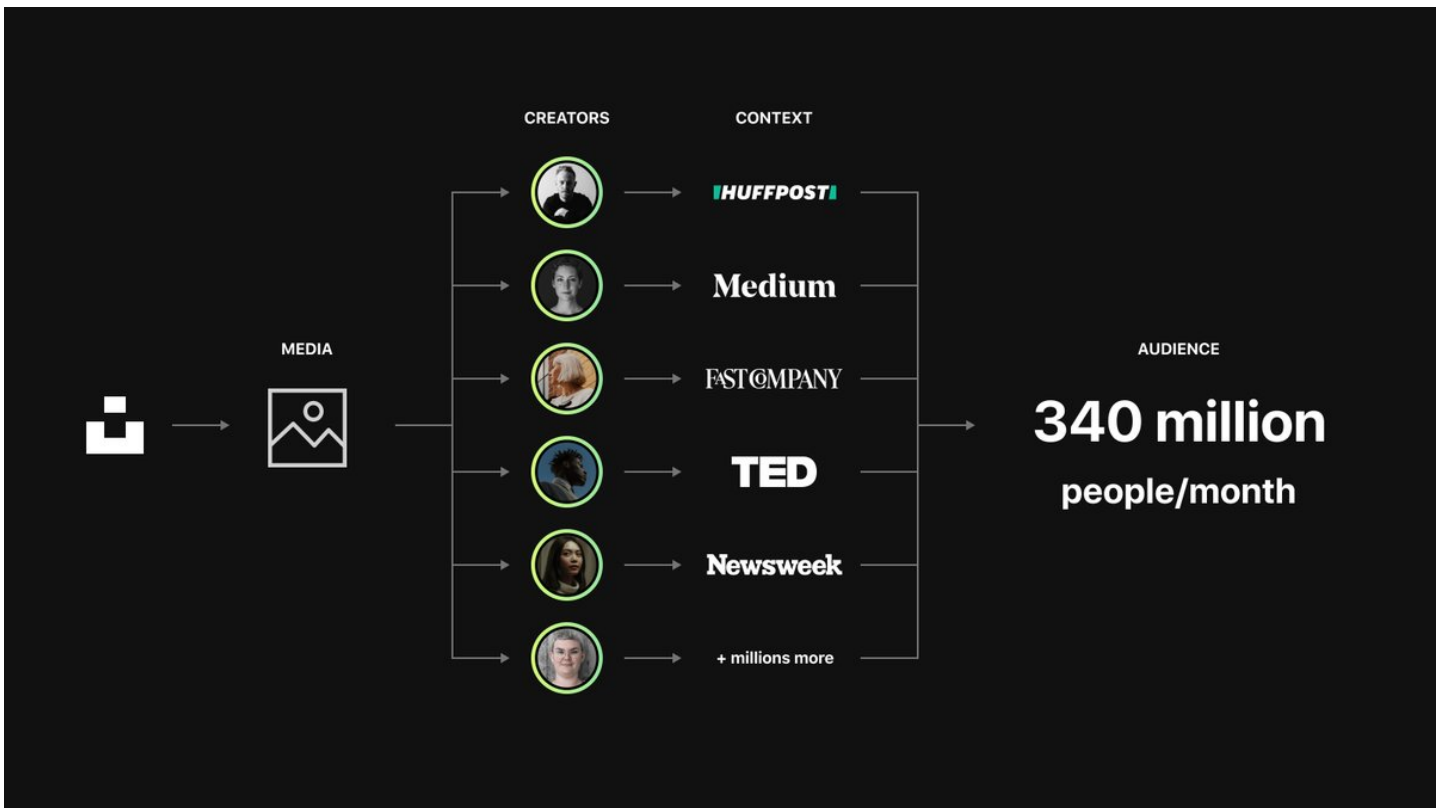 CREATORS
CONTEXT
HUFFPOST
Medium
MEDIA
AUDIENCE
FAST COMPANY
340 million
TED
people/month
Newsweek
+ millions more